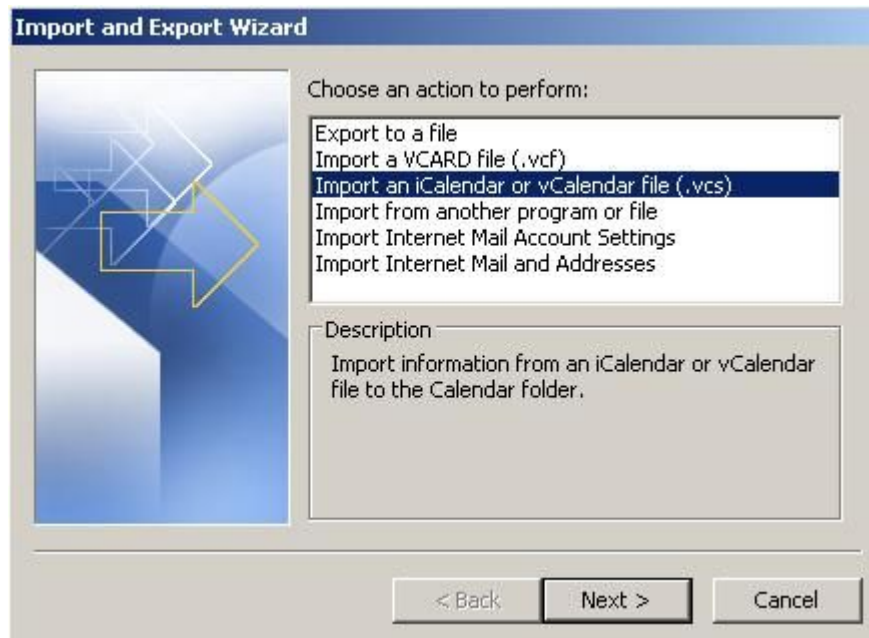 Import and Export Wizard
Choose an action to perform:
Export to a file
Import a VCARD file (.vcf)
Import an iCalendar or vCalendar file (.vcs)
Import from another program or file
Import Internet Mail Account Settings
Import Internet Mail and Addresses
Description
Import information from an iCalendar or vCalendar
file to the Calendar folder.
< Back
Next >
Cancel